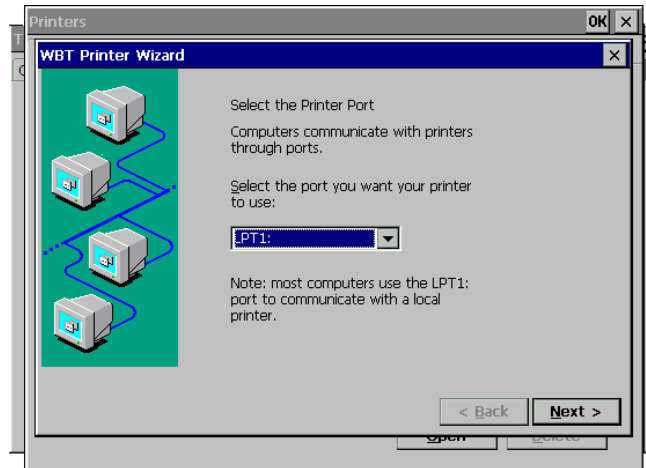 Printers OK ×
WBT Printer Wizard ×
Select the Printer Port
Computers communicate with printers
through ports.
Select the port you want your printer
to use:
LPT1:
Note: most computers use the LPT1:
port to communicate with a local
printer.
< Back Next >
Open Delete